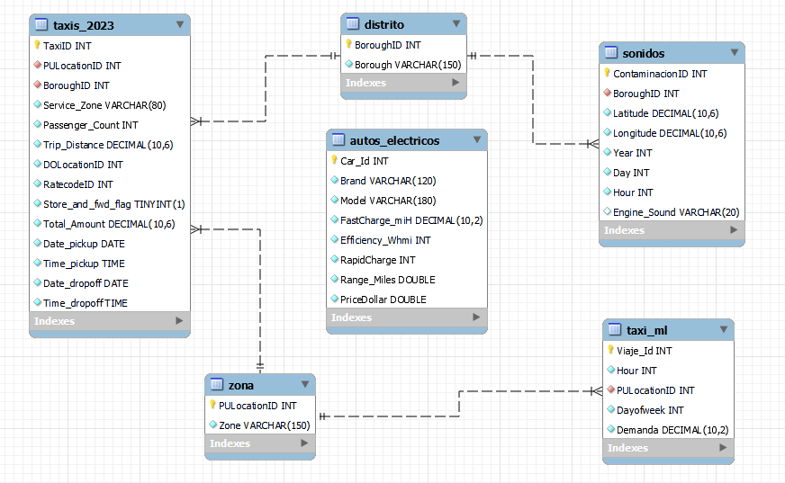 taxis_2023
TaxiID INT
PULocationID INT
BoroughID INT
Service_Zone VARCHAR(80)
Passenger_Count INT
Trip_Distance DECIMAL(10,6)
DOLocationID INT
RatecodeID INT
Store_and_fwd_flag TINYINT(1)
Total_Amount DECIMAL(10,6)
Date_pickup DATE
Time_pickup TIME
Date_dropoff DATE
Time_dropoff TIME
Indexes
distrito
BoroughID INT
Borough VARCHAR(150)
Indexes
autos_electricos
Car_Id INT
Brand VARCHAR(120)
Model VARCHAR(180)
FastCharge_miH DECIMAL(10,2)
Efficiency_Whmi INT
RapidCharge INT
Range_Miles DOUBLE
PriceDollar DOUBLE
Indexes
sonidos
ContaminacionID INT
BoroughID INT
Latitude DECIMAL(10,6)
Longitude DECIMAL(10,6)
Year INT
Day INT
Hour INT
Engine_Sound VARCHAR(20)
Indexes
zona
PULocationID INT
Zone VARCHAR(150)
Indexes
taxi_ml
Viaje_Id INT
Hour INT
PULocationID INT
Dayofweek INT
Demanda DECIMAL(10,2)
Indexes